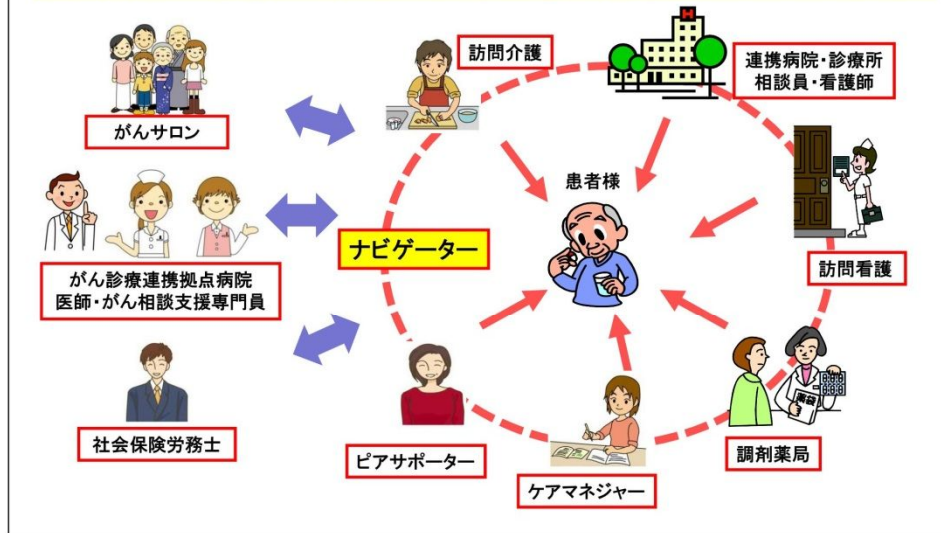 訪問介護
連携病院・診療所
相談員・看護師
がんサロン
患者様
ナビゲーター
訪問看護
がん診療連携拠点病院
医師・がん相談支援専門員
薬袋
社会保険労務士
ピアサポーター
調剤薬局
ケアマネジャー
H